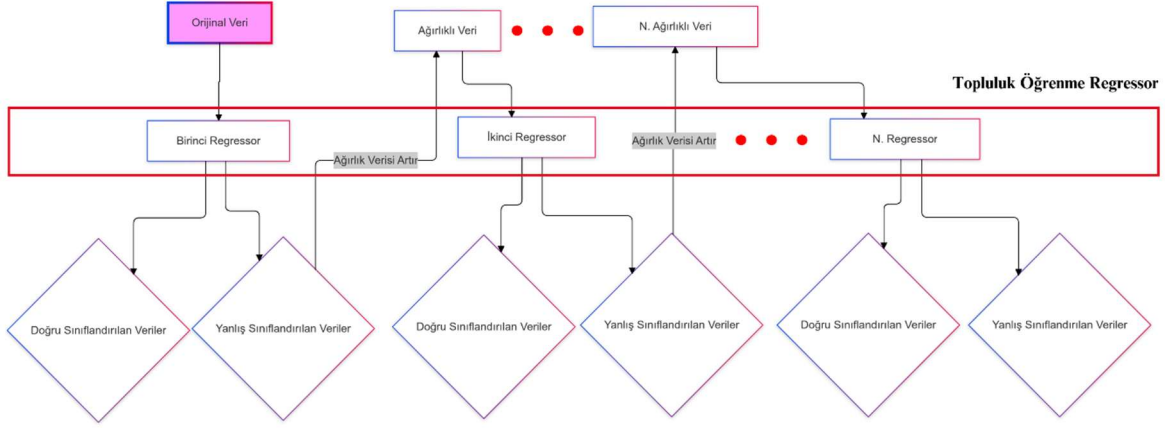 Orijinal Veri
Ağırlıklı Veri
N. Ağırlıklı Veri
Topluluk Öğrenme Regressor
Birinci Regressor
Ağırlık Verisi Artır
İkinci Regressor
Ağırlık Verisi Artır
N. Regressor
Doğru Sınıflandırılan Veriler
Yanlış Sınıflandırılan Veriler
Doğru Sınıflandırılan Veriler
Yanlış Sınıflandırılan Veriler
Doğru Sınıflandırılan Veriler
Yanlış Sınıflandırılan Veriler